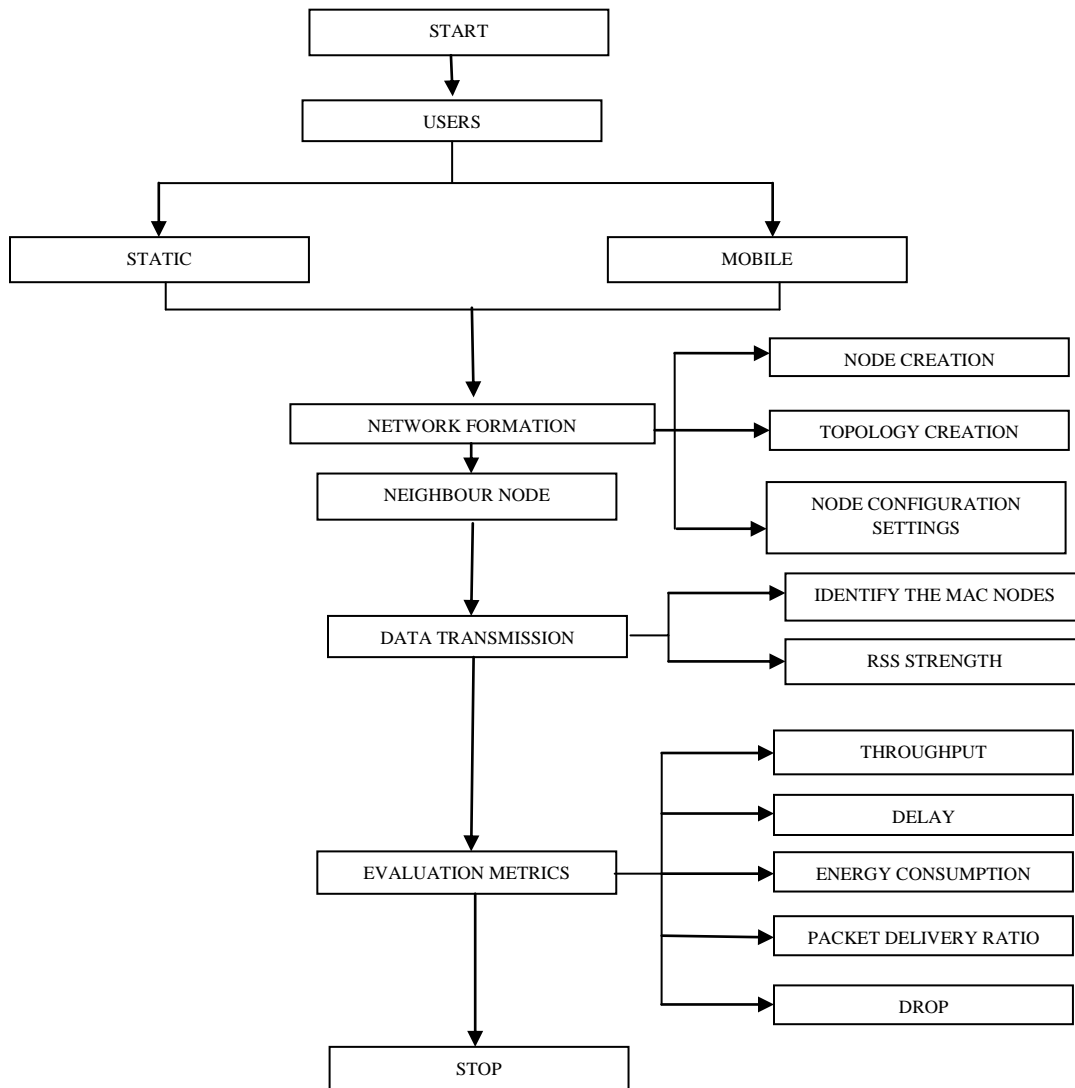 START
USERS
STATIC
MOBILE
NETWORK FORMATION
NODE CREATION
TOPOLOGY CREATION
NODE CONFIGURATION
SETTINGS
NEIGHBOUR NODE
DATA TRANSMISSION
IDENTIFY THE MAC NODES
RSS STRENGTH
EVALUATION METRICS
THROUGHPUT
DELAY
ENERGY CONSUMPTION
PACKET DELIVERY RATIO
DROP
STOP